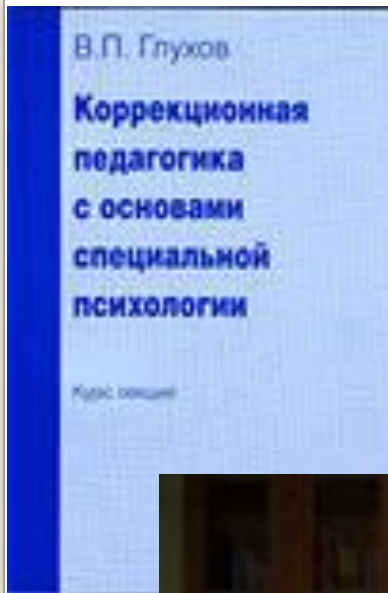 В.П. Глухов
Коррекционная
педагогика
с основами
специальной
психологии
Курс лекций